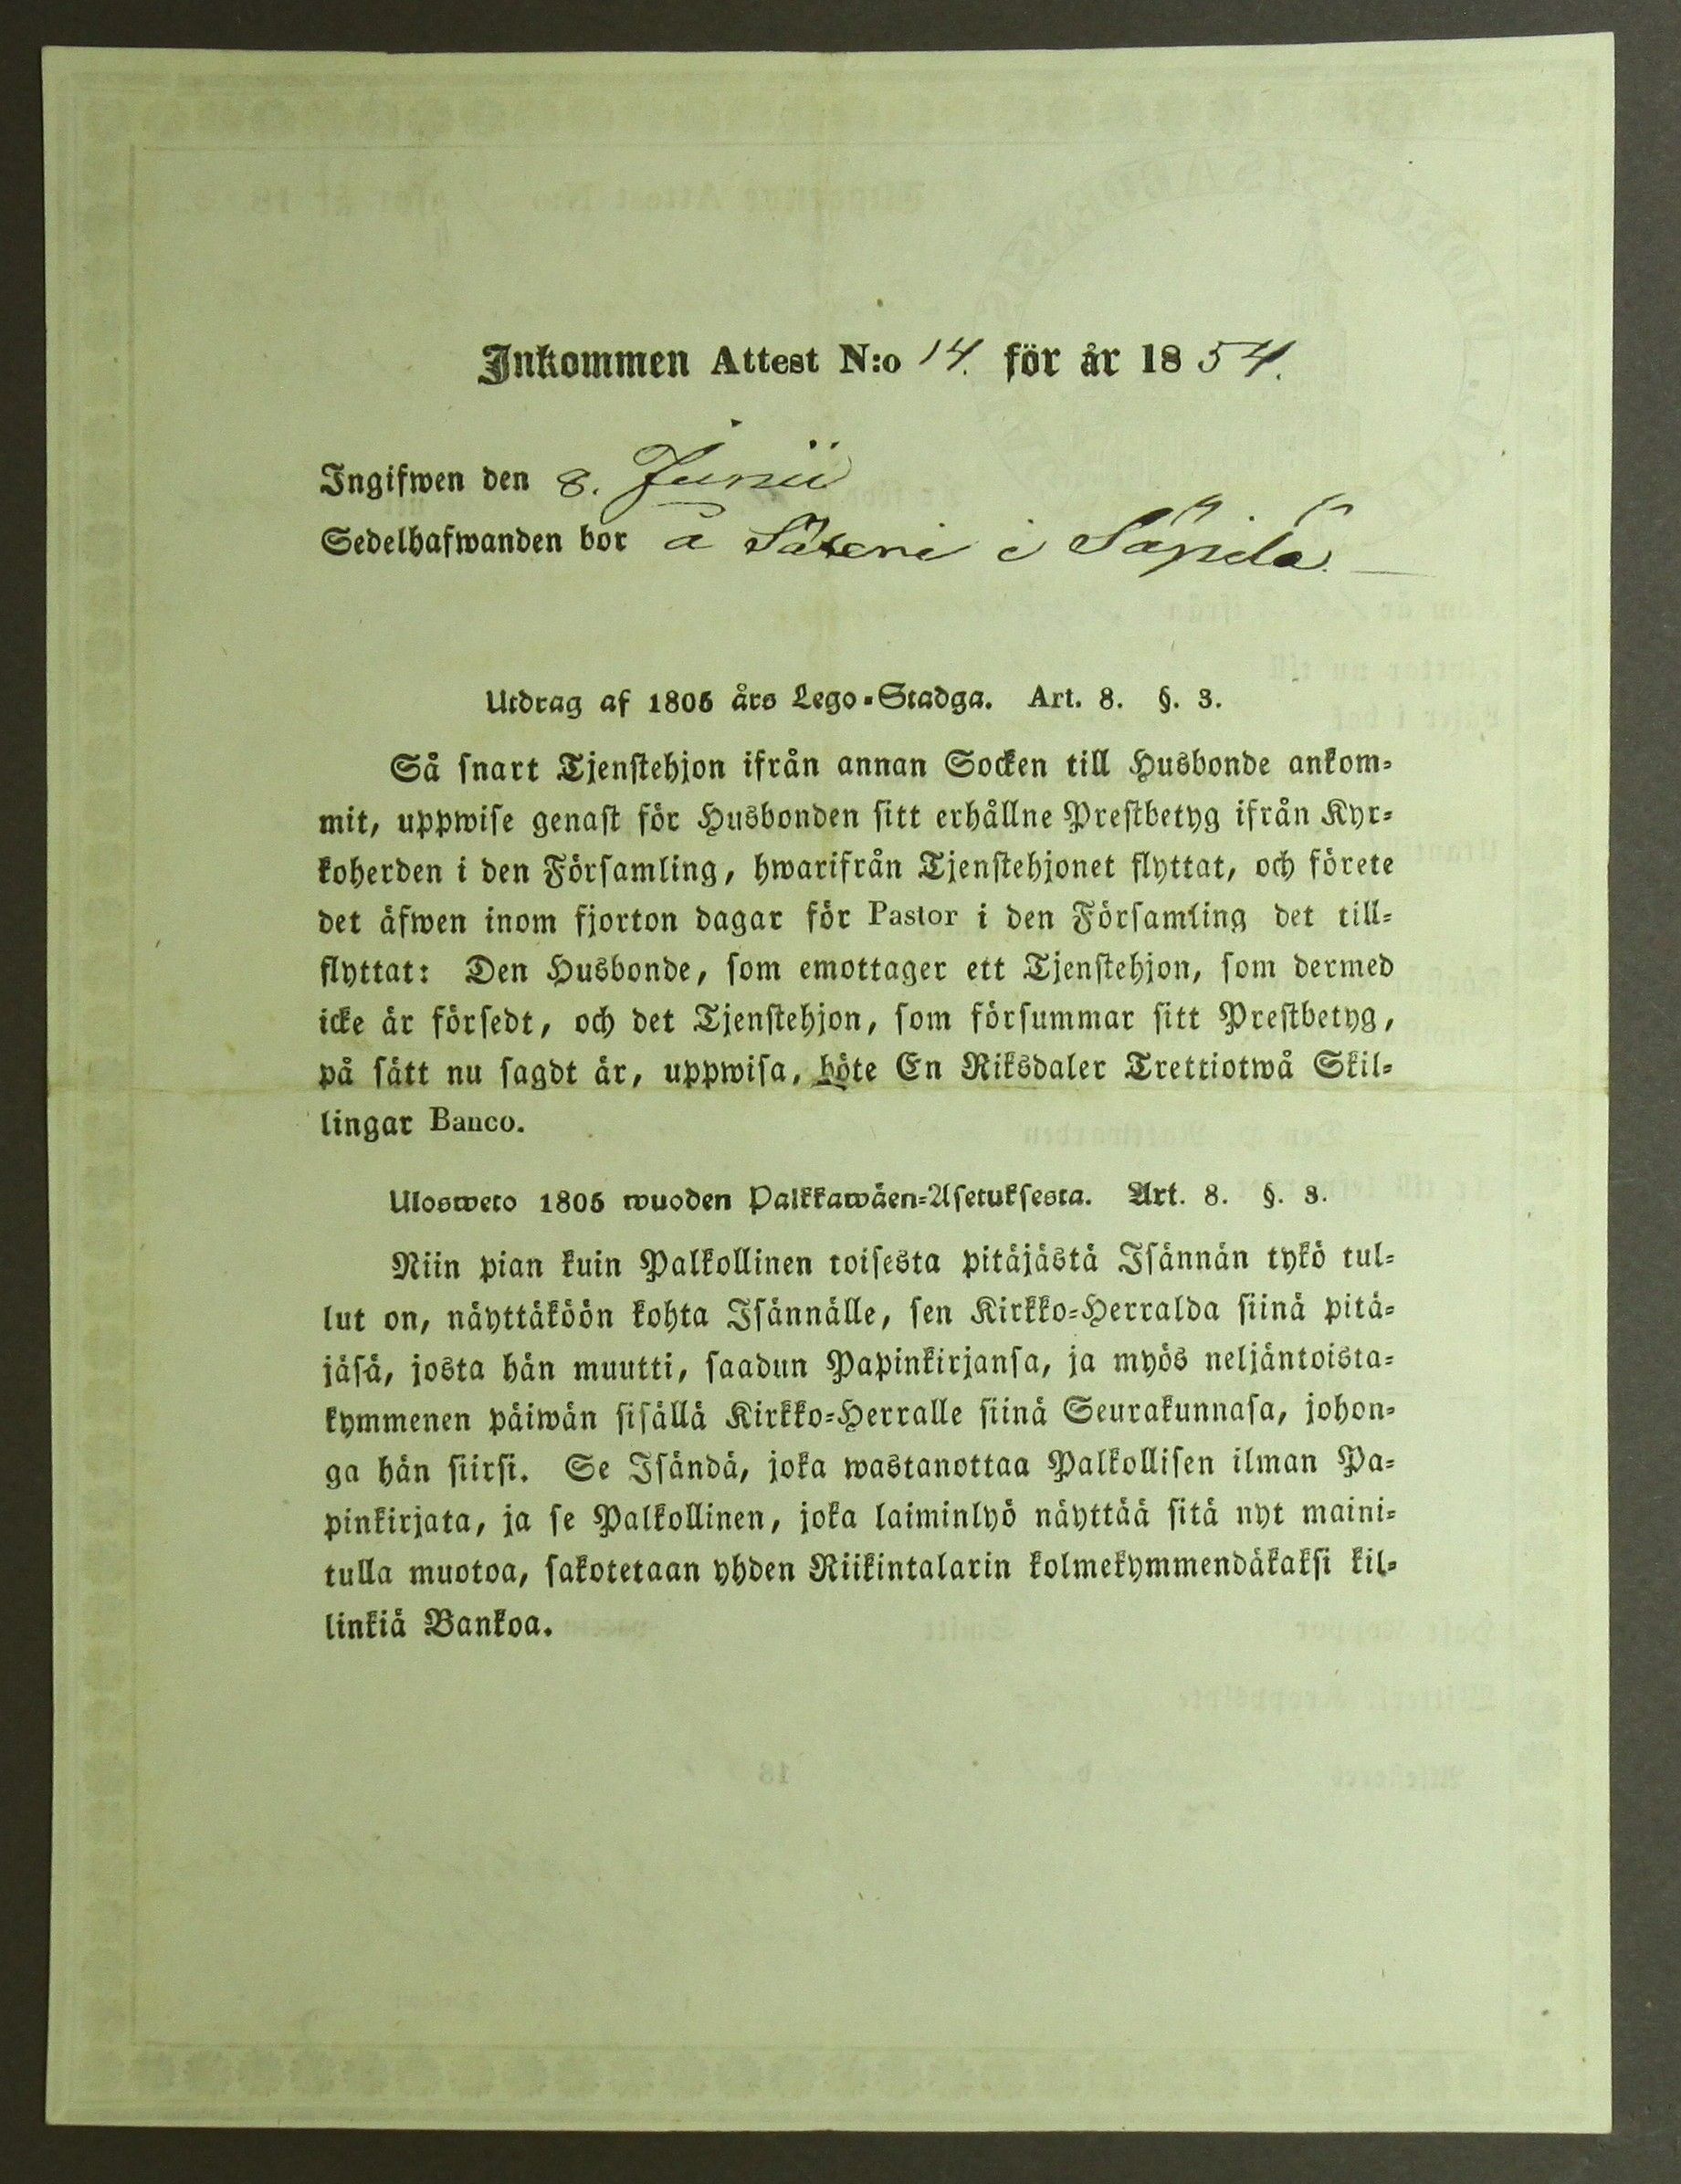 Inkommen Attest N:o 14. för år 1854.
Ingifwen den 8. Junii
Sedelhafwanden bor å Säteri i Säpilä.
Utdrag af 1805 års Lego-Stadga. Art. 8. §. 3.
Så snart Tjenstehjon ifrån annan Socken till Husbonde ankom-
mit, uppwise genast för Husbonden sitt erhållne Prestbetyg ifrån Kyr-
koherden i den Församling, hwarifrån Tjenstehjonet flyttat, och förete
det äfwen inom fjorton dagar för Pastor i den Församling det till-
flyttat: Den Husbonde, som emottager ett Tjenstehjon, som dermed
icke är försedt, och det Tjenstehjon, som försummar sitt Prestbetyg,
på sätt nu sagdt är, uppwisa, böte En Riksdaler Trettiotwå Skil-
lingar Banco.
Ulosweto 1805 wuoden Palkkawäen-Asetuksesta. Art. 8. §. 3.
Niin pian kuin Palkollinen toisesta pitäjästä Isännän tykö tul-
lut on, näyttäköön kohta Isännälle, sen Kirkko-Herralda siinä pitä-
jäsä, josta hän muutti, saadun Papinkirjansa, ja myös neljäntoista-
kymmenen päiwän sisällä Kirkko-Herralle siinä Seurakunnasa, johon-
ga hän siirsi. Se Isändä, joka wastanottaa Palkollisen ilman Pa-
pinkirjata, ja se Palkollinen, joka laiminlyö näyttää sitä nyt maini-
tulla muotoa, sakotetaan yhden Riikintalarin kolmekymmendäkaksi kil-
linkiä Bankoa.